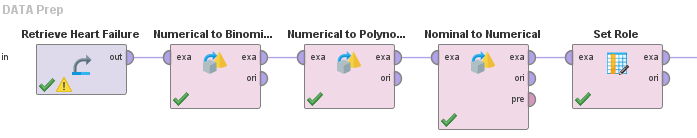 DATA Prep
Retrieve Heart Failure
Numerical to Binomi...
Numerical to Polyno...
Nominal to Numerical
Set Role
in
out
exa
exa
ori
exa
exa
ori
exa
exa
ori
pre
exa
exa
ori